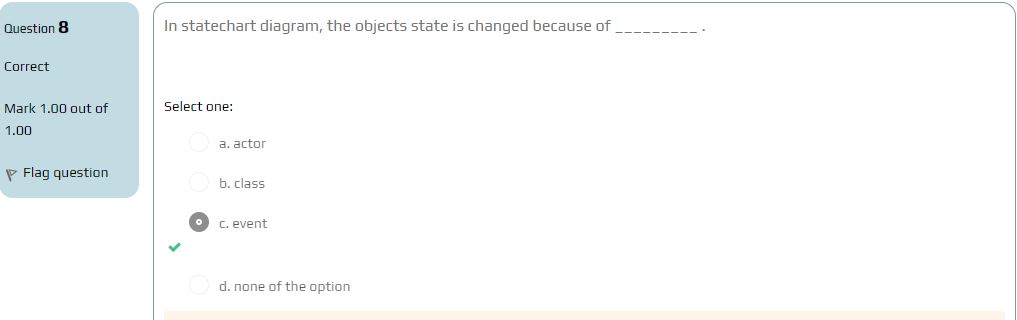 Question 8
Correct
Mark 1.00 out of
1.00
Flag question
In statechart diagram, the objects state is changed because of _________ .
Select one:
a. actor
b. class
c. event
d. none of the option